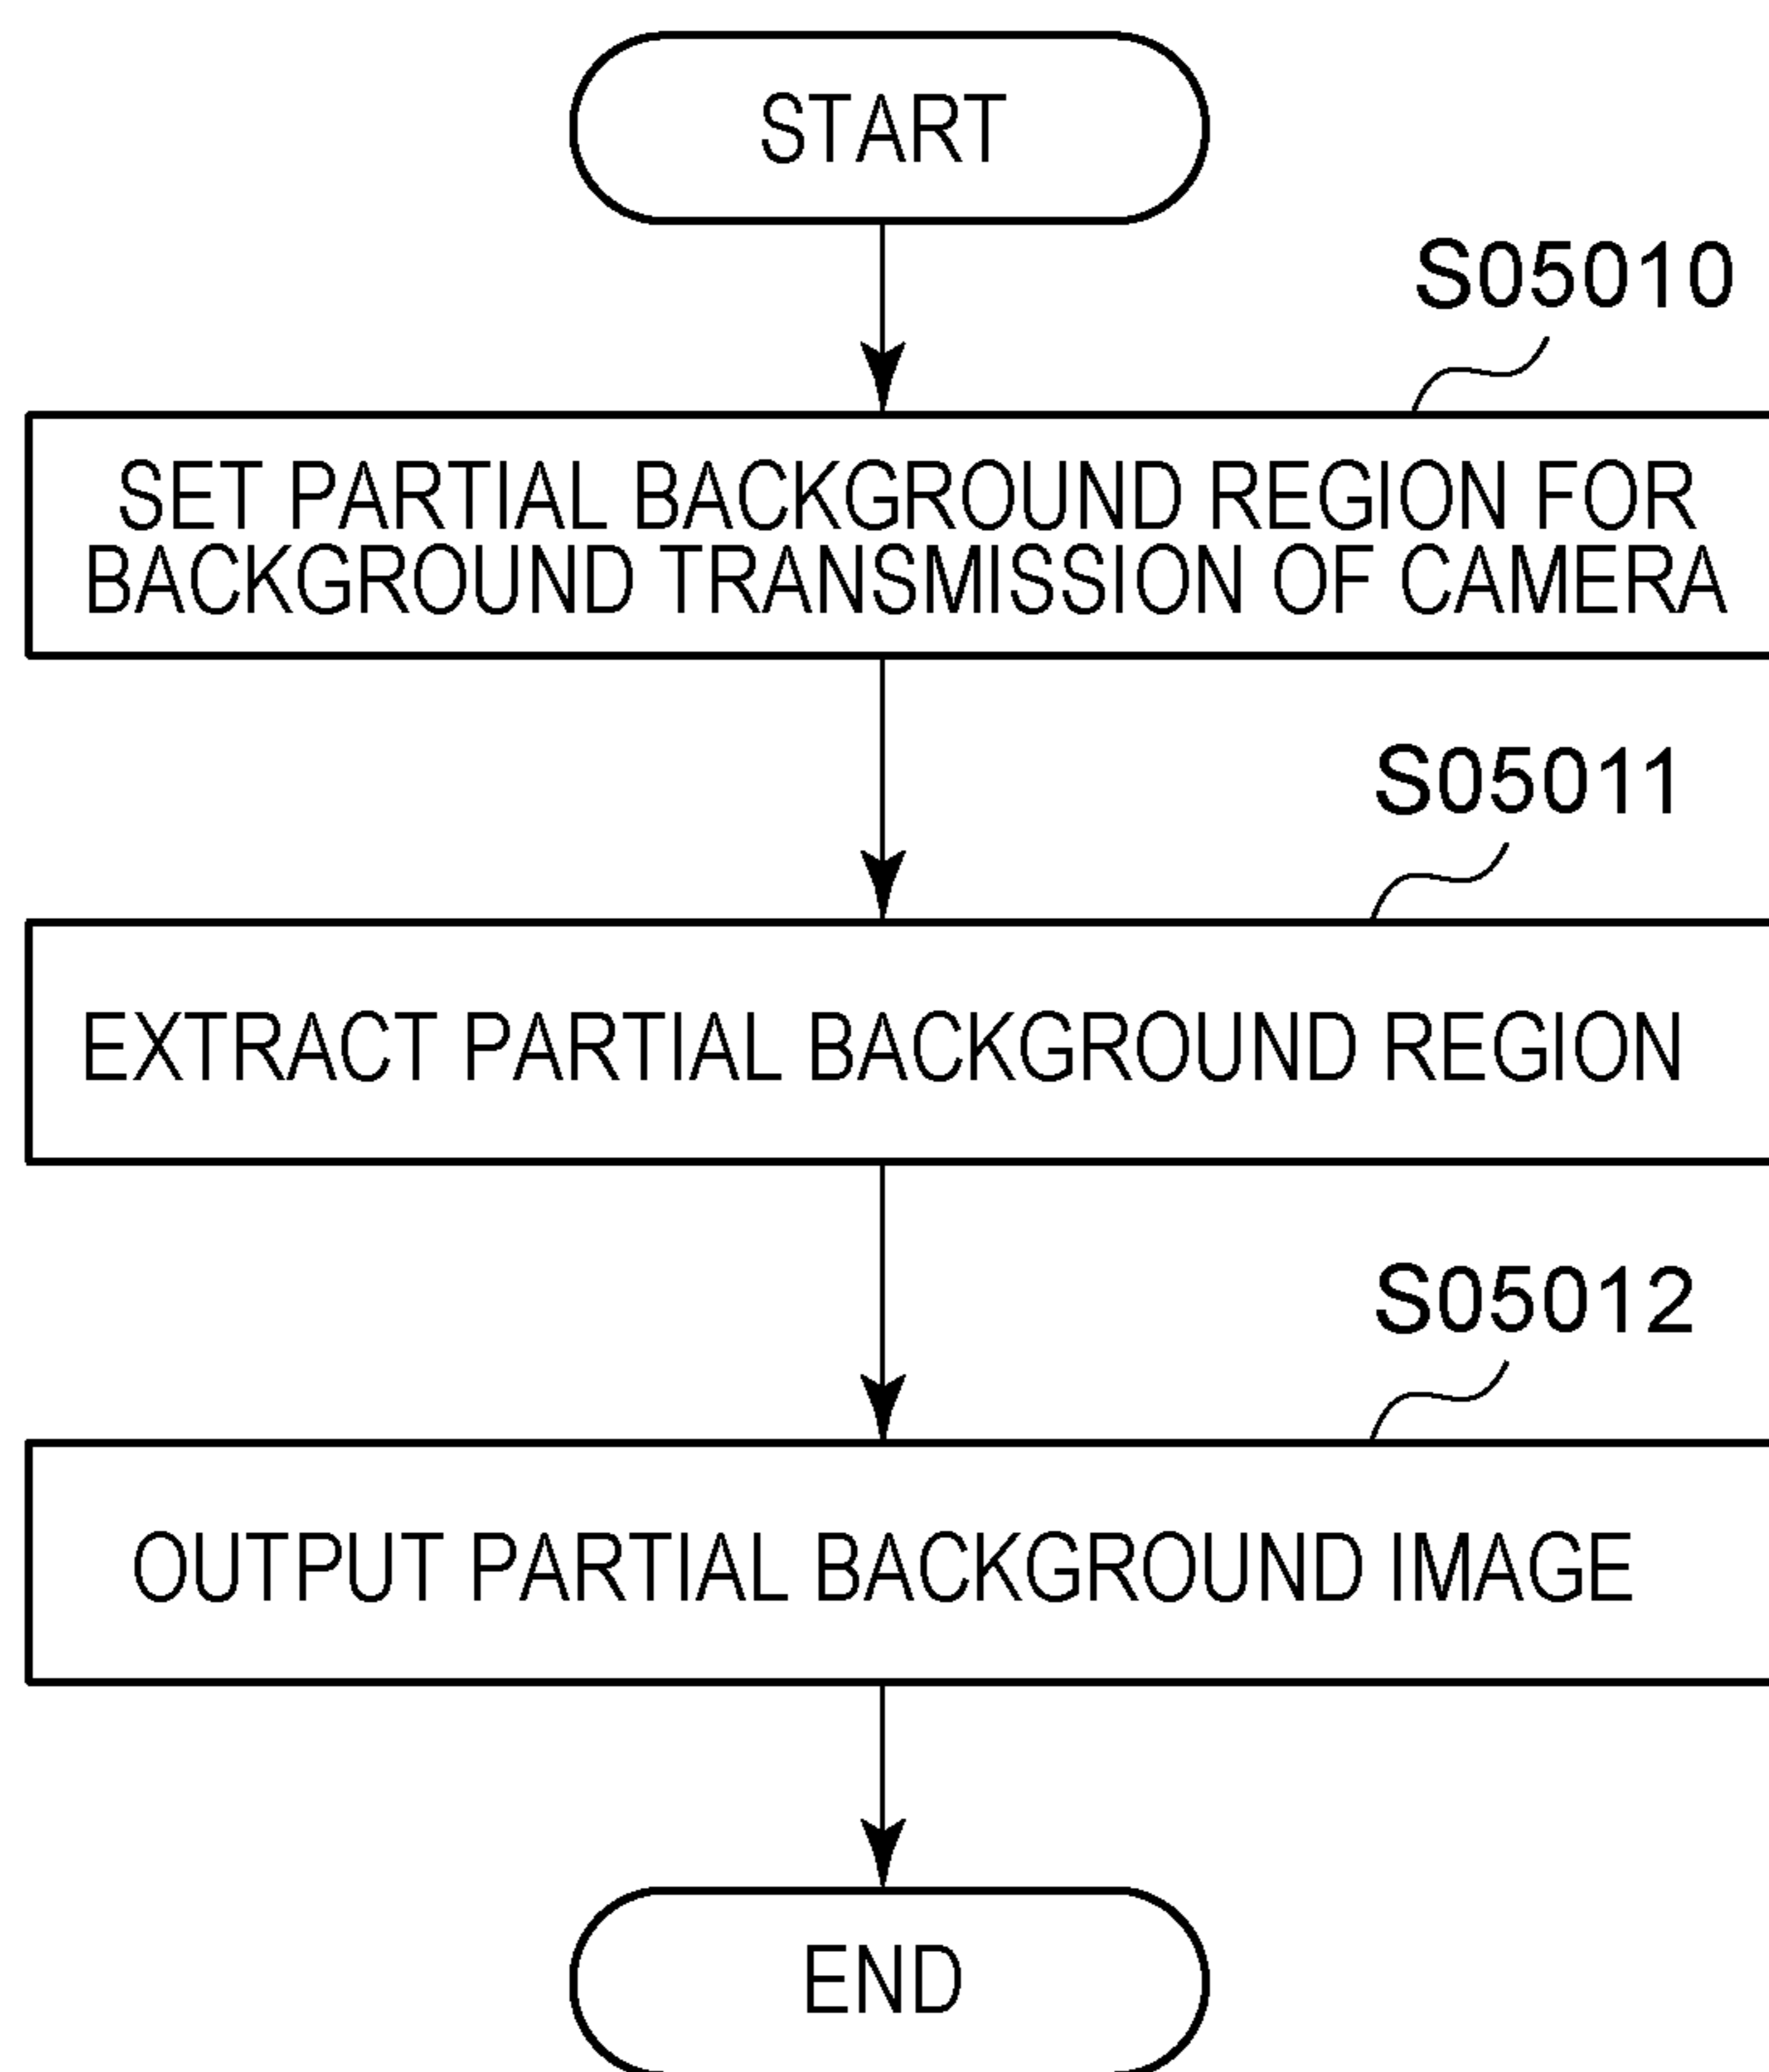 START
S05010
SET PARTIAL BACKGROUND REGION FOR
BACKGROUND TRANSMISSION OF CAMERA
S05011
EXTRACT PARTIAL BACKGROUND REGION
S05012
OUTPUT PARTIAL BACKGROUND IMAGE
END